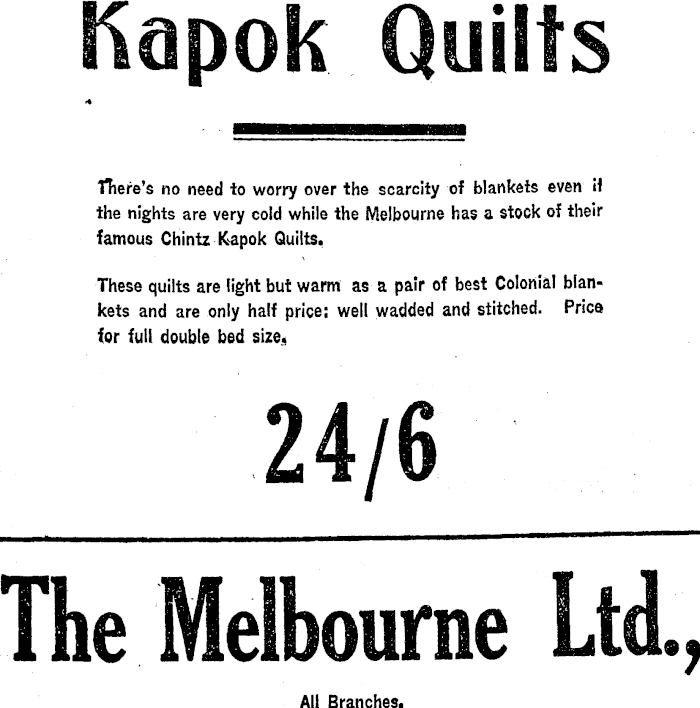 Kapok Quilts
There's no need to worry over the scarcity of blankets even if
the nights are very cold while the Melbourne has a stock of their
famous Chintz Kapok Quilts.
These quilts are light but warm as a pair of best Colonial blan-
kets and are only half price; well wadded and stitched. Price
for full double bed size,
24/6
The Melbourne Ltd.,
All Branches.